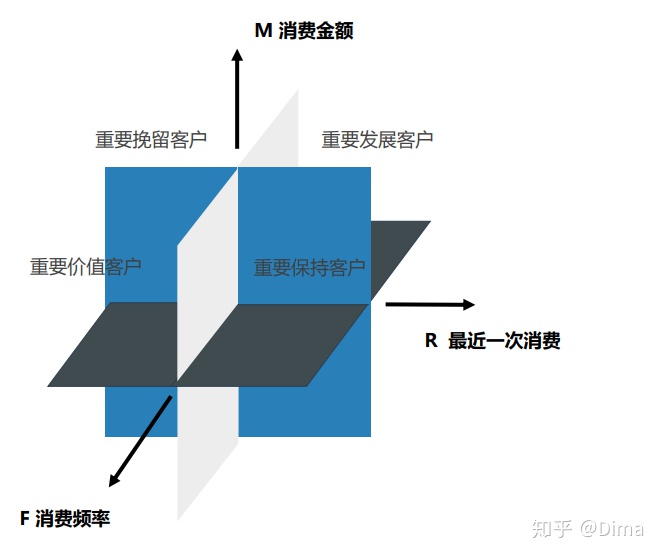 M 消费金额
重要挽留客户
重要发展客户
重要价值客户
重要保持客户
R 最近一次消费
F 消费频率
知乎 @Dima